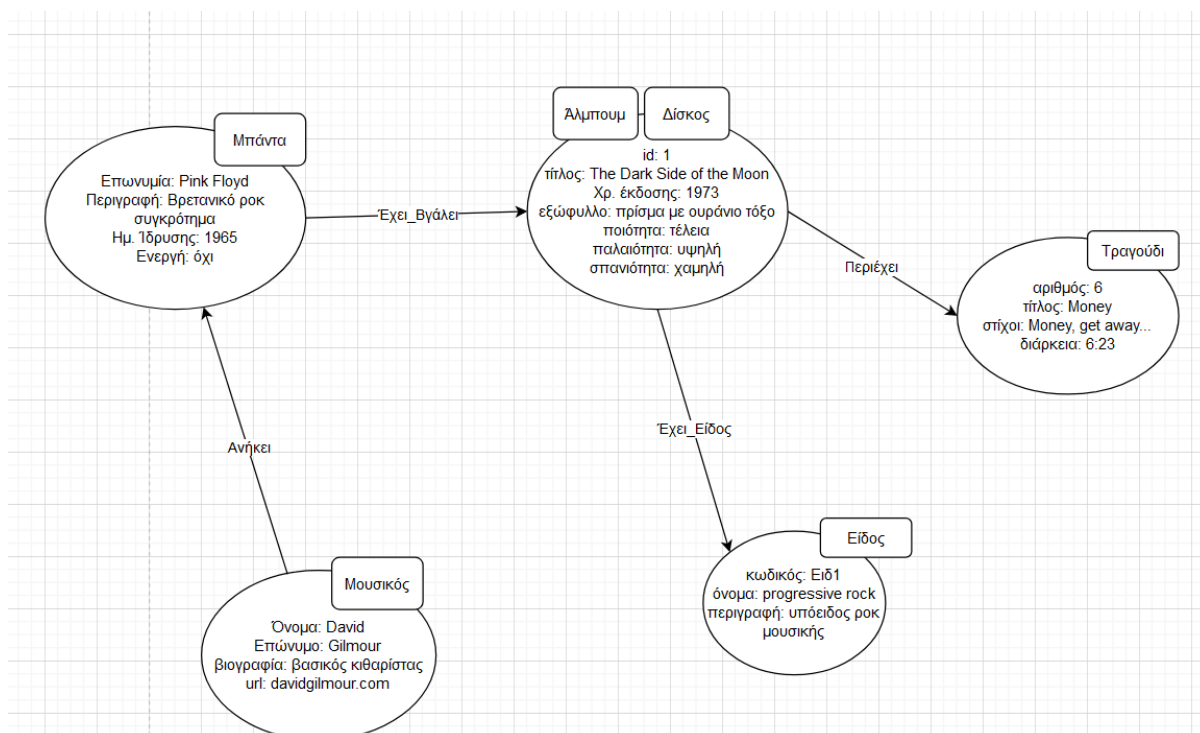 Μπάντα
Επωνυμία: Pink Floyd
Περιγραφή: Βρετανικό ροκ
συγκρότημα
Ημ. Ίδρυσης: 1965
Ενεργή: όχι
Έχει_Βγάλει
Άλμπουμ
Δίσκος
id: 1
τίτλος: The Dark Side of the Moon
Χρ. έκδοσης: 1973
εξώφυλλο: πρίσμα με ουράνιο τόξο
ποιότητα: τέλεια
παλαιότητα: υψηλή
σπανιότητα: χαμηλή
Περιέχει
Τραγούδι
αριθμός: 6
τίτλος: Money
στίχοι: Money, get away...
διάρκεια: 6:23
Έχει_Είδος
Ανήκει
Είδος
κωδικός: Ειδ1
όνομα: progressive rock
περιγραφή: υπόειδος ροκ
μουσικής
Μουσικός
Όνομα: David
Επώνυμο: Gilmour
βιογραφία: βασικός κιθαρίστας
url: davidgilmour.com